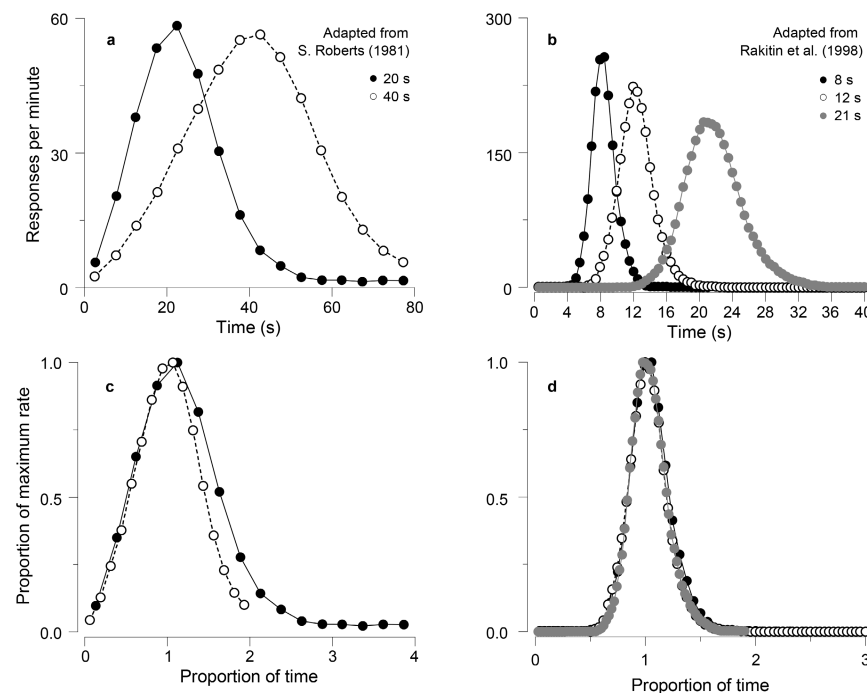 a
Adapted from
S. Roberts (1981)
20 s
40 s
Responses per minute
60
30
0
0 20 40 60 80
Time (s)
b
Adapted from
Rakitin et al. (1998)
8 s
12 s
21 s
300
150
0
0 4 8 12 16 20 24 28 32 36 40
Time (s)
c
Proportion of maximum rate
1.0
0.5
0.0
0 1 2 3 4
Proportion of time
d
1.0
0.5
0.0
0 1 2 3
Proportion of time